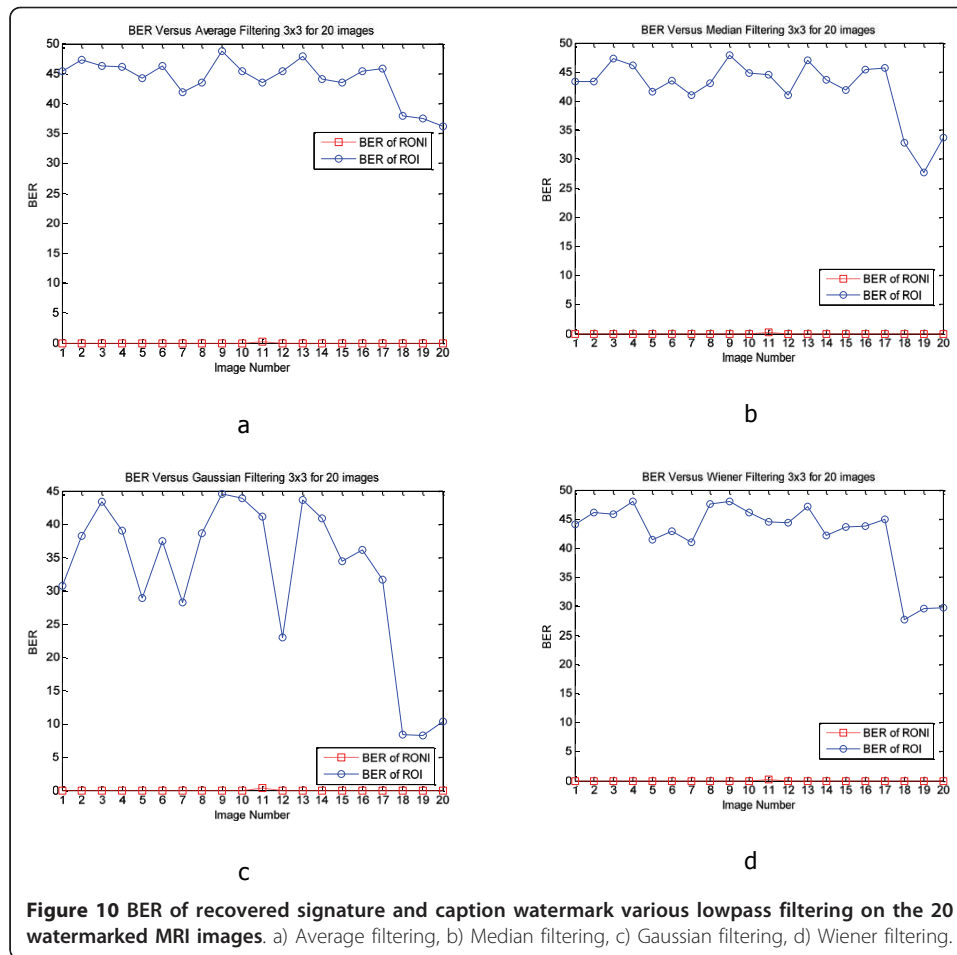 BER Versus Average Filtering 3x3 for 20 images
50
45
40
35
30
25
20
15
10
5
0
BER
BER of RONI
BER of ROI
1 2 3 4 5 6 7 8 9 10 11 12 13 14 15 16 17 18 19 20
Image Number
a
BER Versus Median Filtering 3x3 for 20 images
50
45
40
35
30
25
20
15
10
5
0
BER
BER of RONI
BER of ROI
1 2 3 4 5 6 7 8 9 10 11 12 13 14 15 16 17 18 19 20
Image Number
b
BER Versus Gaussian Filtering 3x3 for 20 images
45
40
35
30
25
20
15
10
5
0
BER
BER of RONI
BER of ROI
1 2 3 4 5 6 7 8 9 10 11 12 13 14 15 16 17 18 19 20
Image Number
c
BER Versus Wiener Filtering 3x3 for 20 images
50
45
40
35
30
25
20
15
10
5
0
BER
BER of RONI
BER of ROI
1 2 3 4 5 6 7 8 9 10 11 12 13 14 15 16 17 18 19 20
Image Number
d
Figure 10 BER of recovered signature and caption watermark various lowpass filtering on the 20
watermarked MRI images. a) Average filtering, b) Median filtering, c) Gaussian filtering, d) Wiener filtering.